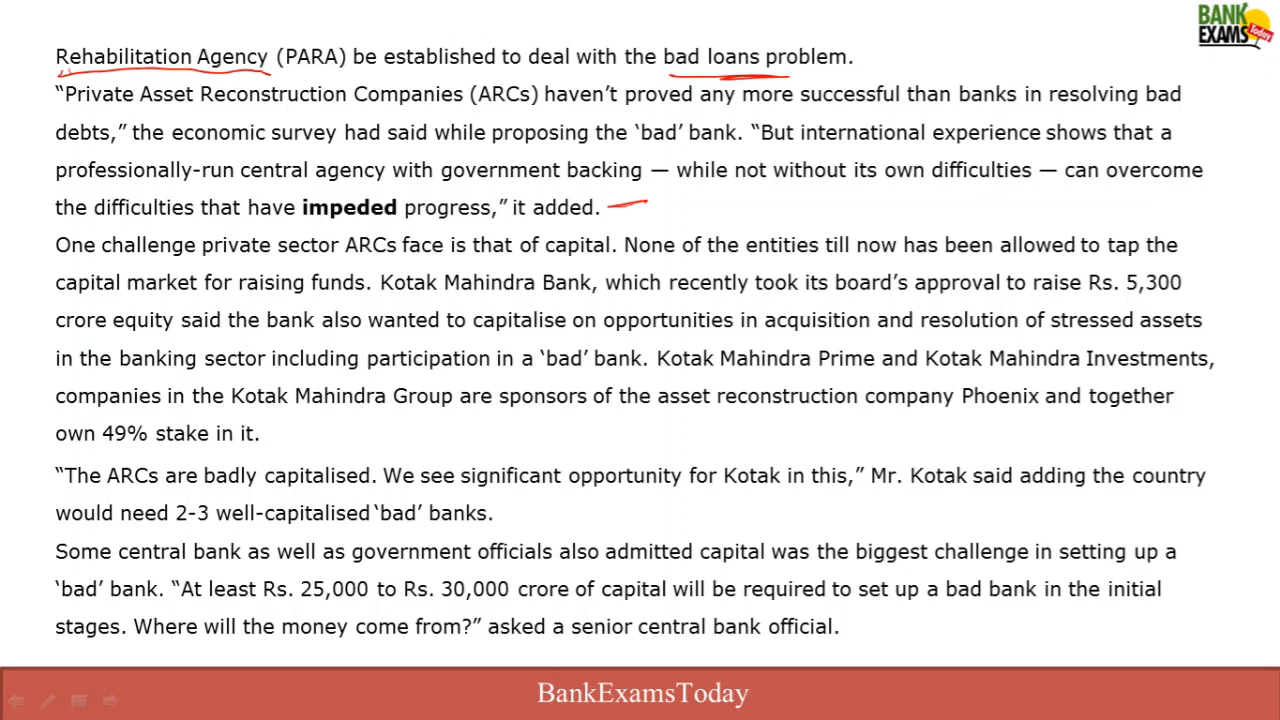 BANK
EXAMS Today
Rehabilitation Agency (PARA) be established to deal with the bad loans problem.
“Private Asset Reconstruction Companies (ARCs) haven’t proved any more successful than banks in resolving bad
debts,” the economic survey had said while proposing the ‘bad’ bank. “But international experience shows that a
professionally-run central agency with government backing — while not without its own difficulties — can overcome
the difficulties that have impeded progress,” it added.
One challenge private sector ARCs face is that of capital. None of the entities till now has been allowed to tap the
capital market for raising funds. Kotak Mahindra Bank, which recently took its board’s approval to raise Rs. 5,300
crore equity said the bank also wanted to capitalise on opportunities in acquisition and resolution of stressed assets
in the banking sector including participation in a ‘bad’ bank. Kotak Mahindra Prime and Kotak Mahindra Investments,
companies in the Kotak Mahindra Group are sponsors of the asset reconstruction company Phoenix and together
own 49% stake in it.
“The ARCs are badly capitalised. We see significant opportunity for Kotak in this,” Mr. Kotak said adding the country
would need 2-3 well-capitalised ‘bad’ banks.
Some central bank as well as government officials also admitted capital was the biggest challenge in setting up a
‘bad’ bank. “At least Rs. 25,000 to Rs. 30,000 crore of capital will be required to set up a bad bank in the initial
stages. Where will the money come from?” asked a senior central bank official.
BankExamsToday